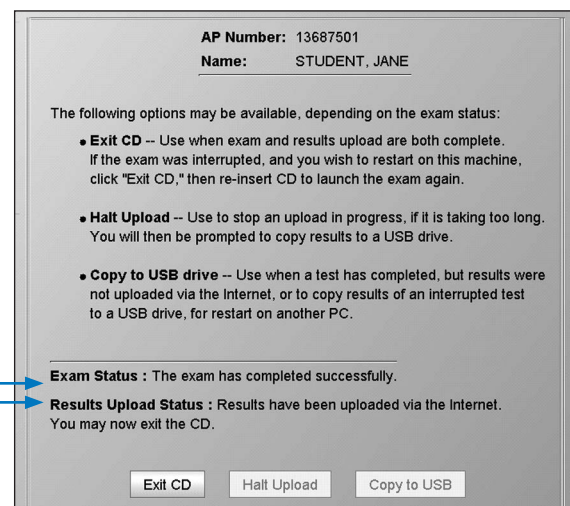 AP Number: 13687501
Name: STUDENT, JANE
The following options may be available, depending on the exam status:
• Exit CD -- Use when exam and results upload are both complete.
If the exam was interrupted, and you wish to restart on this machine,
click "Exit CD," then re-insert CD to launch the exam again.
• Halt Upload -- Use to stop an upload in progress, if it is taking too long.
You will then be prompted to copy results to a USB drive.
• Copy to USB drive -- Use when a test has completed, but results were
not uploaded via the Internet, or to copy results of an interrupted test
to a USB drive, for restart on another PC.
Exam Status : The exam has completed successfully.
Results Upload Status : Results have been uploaded via the Internet.
You may now exit the CD.
Exit CD Halt Upload Copy to USB